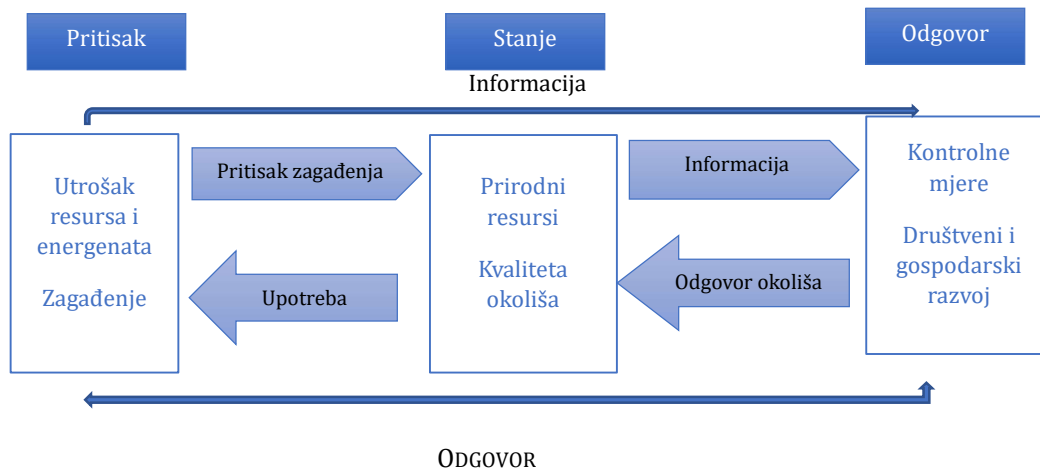 Pritisak
Stanje
Odgovor
Informacija
Utrošak
resursa i
energenata
Zagađenje
Pritisak zagađenja
Upotreba
Prirodni
resursi
Kvaliteta
okoliša
Informacija
Odgovor okoliša
Kontrolne
mjere
Društveni i
gospodarski
razvoj
ODGOVOR